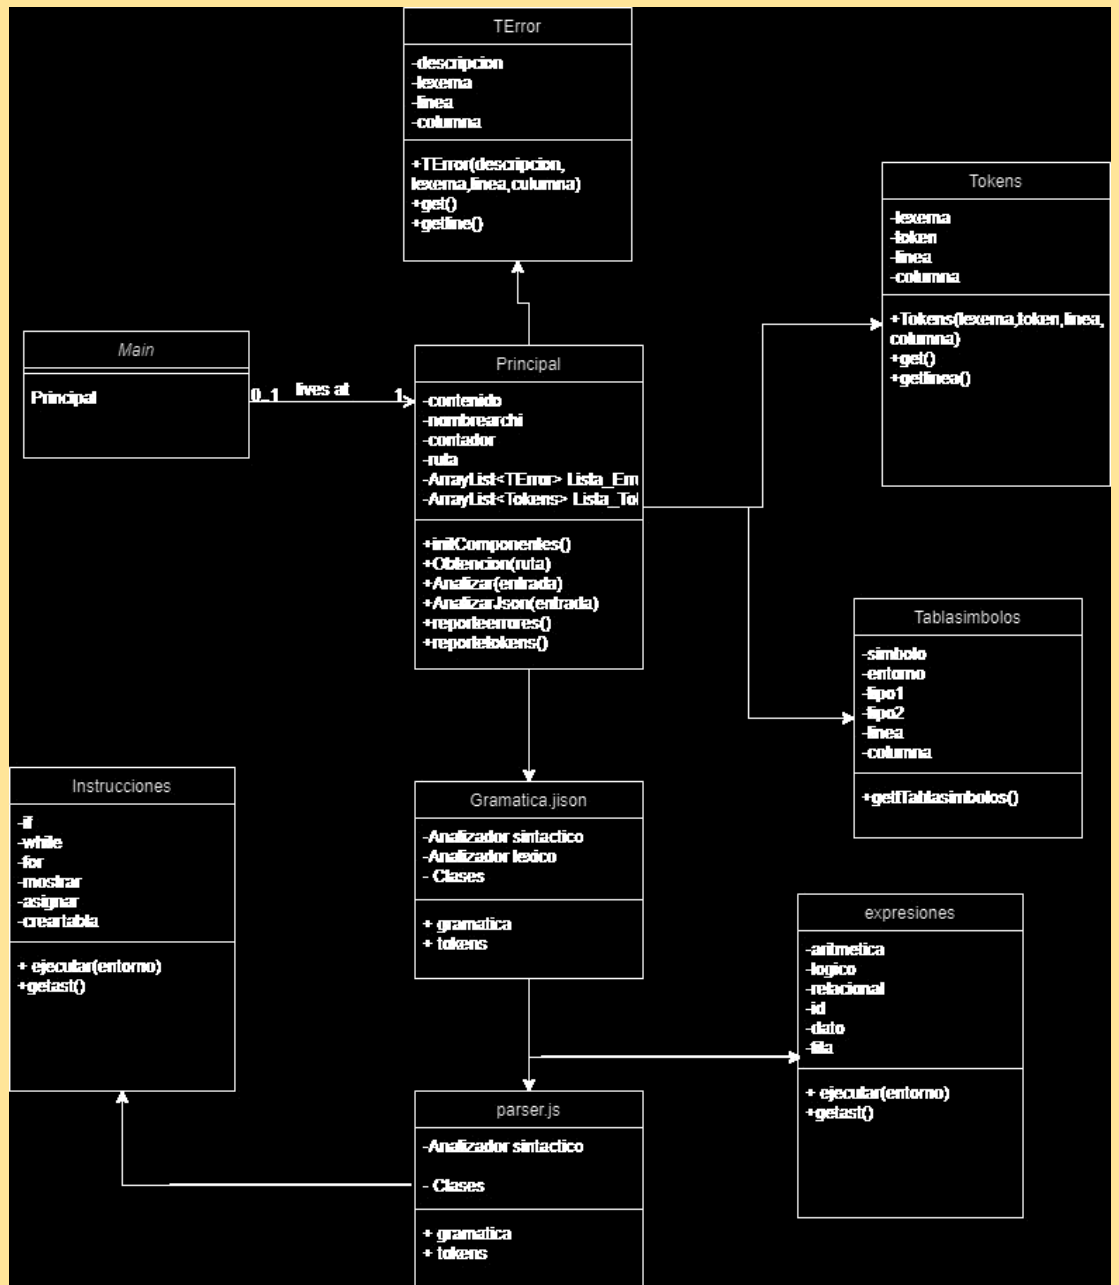 TError
-descripcion
-lexema
-linea
-columna
+TError(descripcion,
lexema,linea,culumna)
+get()
+getline()
Tokens
-lexema
-token
-linea
-columna
+Tokens(lexema,token,linea,
columna)
+get()
+getlinea()
Main
Principal
0..1 lives at 1
Principal
-contenido
-nombrearchi
-contador
-ruta
-ArrayList<TError> Lista_Erro
-ArrayList<Tokens> Lista_Tok
+initComponentes()
+Obtencion(ruta)
+Analizar(entrada)
+AnalizarJson(entrada)
+reporteerrores()
+reportetokens()
Tablasimbolos
-simbolo
-entorno
-tipo1
-tipo2
-linea
-columna
+getTablasimbolos()
Instrucciones
-if
-while
-for
-mostrar
-asignar
-creartabla
+ ejecutar(entorno)
+getast()
Gramatica.jison
-Analizador sintactico
-Analizador lexico
- Clases
+ gramatica
+ tokens
expresiones
-aritmetica
-logico
-relacional
-id
-dato
-fila
+ ejecutar(entorno)
+getast()
parser.js
-Analizador sintactico
- Clases
+ gramatica
+ tokens